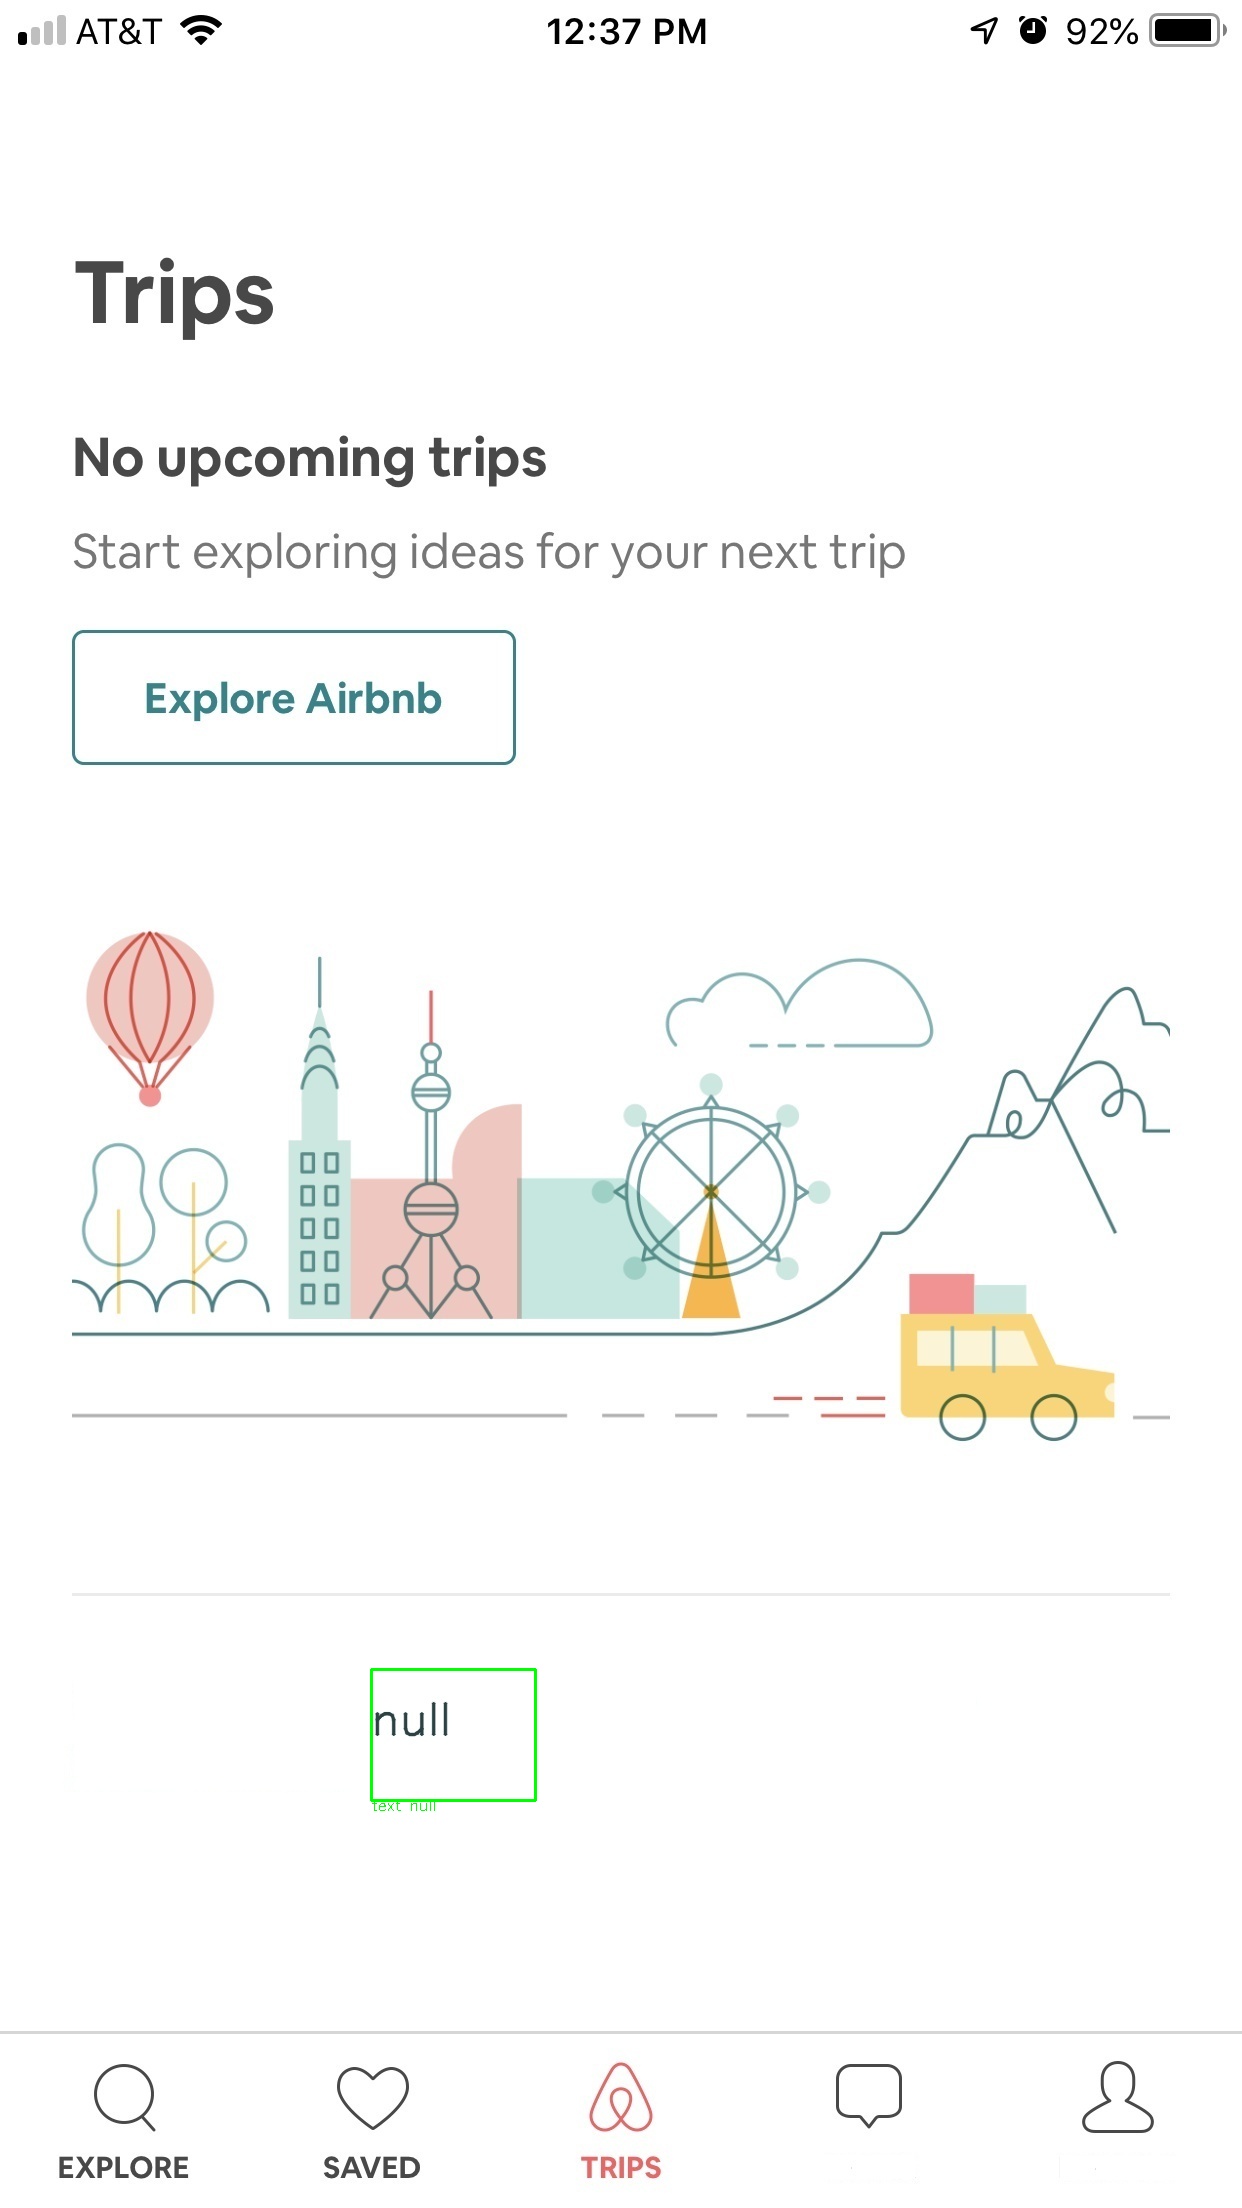 AT&T 12:37 PM 92%
Trips
No upcoming trips
Start exploring ideas for your next trip
Explore Airbnb
null
text null
EXPLORE SAVED TRIPS